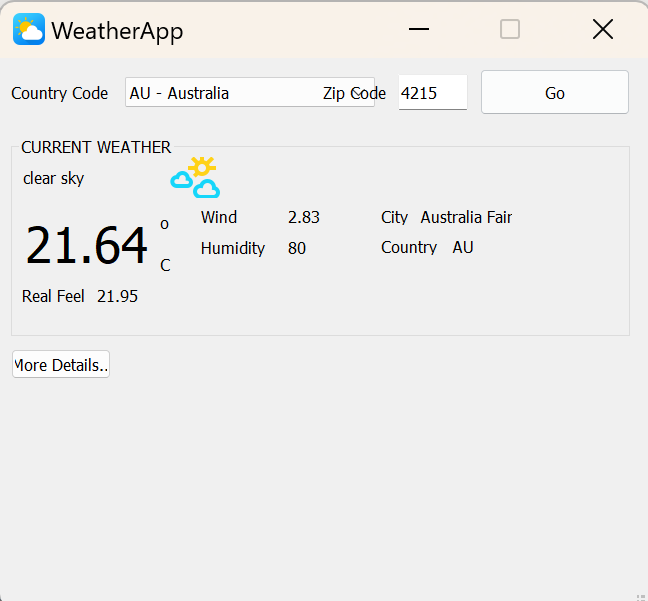 WeatherApp
Country Code AU - Australia Zip Code 4215 Go
CURRENT WEATHER
clear sky
Wind 2.83 City Australia Fair
21.64 o C
Humidity 80 Country AU
Real Feel 21.95
More Details..